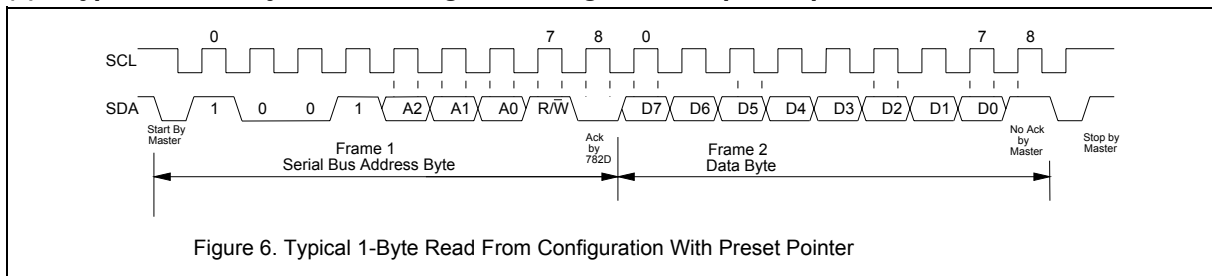 0 7 8 0 7 8
SCL
SDA 1 0 0 1 A2 A1 A0 R/W̅ D7 D6 D5 D4 D3 D2 D1 D0
Start By
Master
Ack
by
782D
No Ack
by
Master
Stop by
Master
Frame 1
Serial Bus Address Byte
Frame 2
Data Byte
Figure 6. Typical 1-Byte Read From Configuration With Preset Pointer